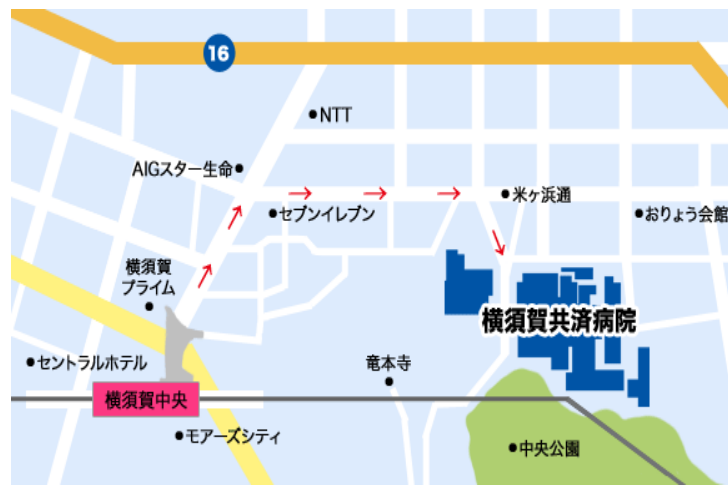 16
NTT
AIGスター生命
米ヶ浜通
セブンイレブン
おりょう会館
横須賀
プライム
横須賀共済病院
セントラルホテル
竜本寺
横須賀中央
モアーズシティ
中央公園